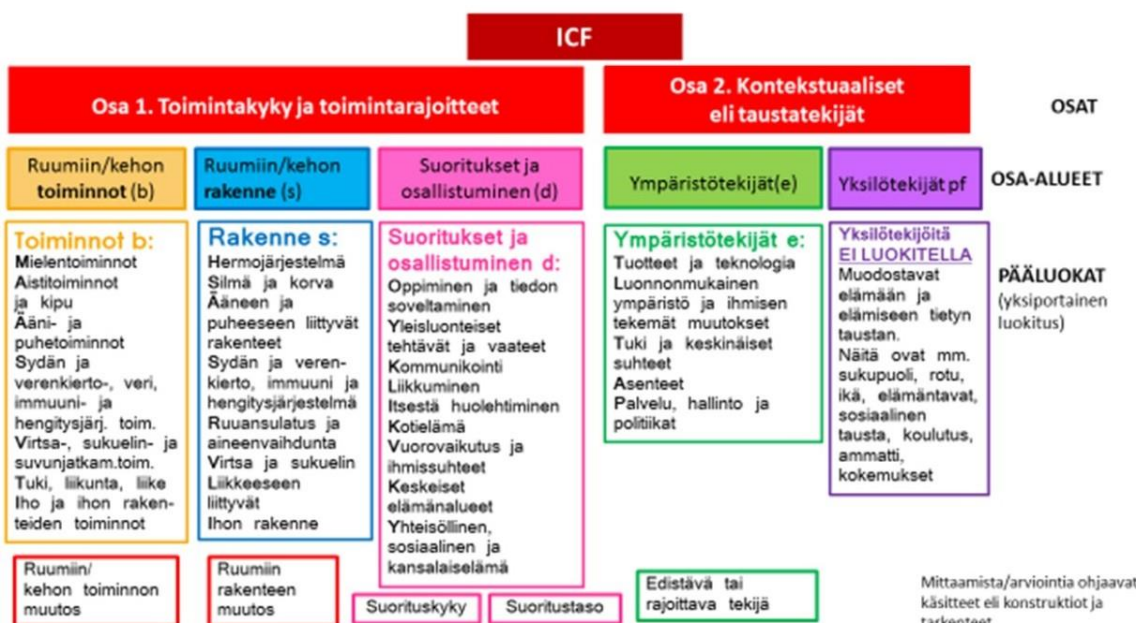 ICF
Osa 1. Toimintakyky ja toimintarajoitteet
Osa 2. Kontekstuaaliset
eli taustatekijät
OSAT
Ruumiin/kehon
toiminnot (b)
Ruumiin/kehon
rakenne (s)
Suoritukset ja
osallistuminen (d)
Ympäristötekijät(e)
Yksilötekijät pf
OSA-ALUEET
Toiminnot b:
Mielentoiminnot
Aistitoiminnot
ja kipu
Ääni- ja
puhetoiminnot
Sydän ja
verenkierto-, veri,
immuuni- ja
hengitysjärj. toim.
Virtsa-, sukuelin- ja
suvunjatkam.toim.
Tuki, liikunta, liike
Iho ja ihon raken-
teiden toiminnot
Rakenne s:
Hermojärjestelmä
Silmä ja korva
Ääneen ja
puheeseen liittyvät
rakenteet
Sydän ja veren-
kierto, immuuni ja
hengitysjärjestelmä
Ruuansulatus ja
aineenvaihdunta
Virtsa ja sukuelin
Liikkeeseen
liittyvät
Ihon rakenne
Suoritukset ja
osallistuminen d:
Oppiminen ja tiedon
soveltaminen
Yleisluonteiset
tehtävät ja vaateet
Kommunikointi
Liikkuminen
Itsestä huolehtiminen
Kotielämä
Vuorovaikutus ja
ihmissuhteet
Keskeiset
elämänalueet
Yhteisöllinen,
sosiaalinen ja
kansalaiselämä
Ympäristötekijät e:
Tuotteet ja teknologia
Luonnonmukainen
ympäristö ja ihmisen
tekemät muutokset
Tuki ja keskinäiset
suhteet
Asenteet
Palvelu, hallinto ja
politiikat
Yksilötekijöitä
EI LUOKITELLA
Muodostavat
elämään ja
elämiseen tietyn
taustan.
Näitä ovat mm.
sukupuoli, rotu,
ikä, elämäntavat,
sosiaalinen
tausta, koulutus,
ammatti,
kokemukset
PÄÄLUOKAT
(yksiportainen
luokitus)
Ruumiin/
kehon toiminnon
muutos
Ruumiin
rakenteen
muutos
Suorituskyky
Suoritustaso
Edistävä tai
rajoittava tekijä
Mittaamista/arviointia ohjaavat
käsitteet eli konstruktiot ja
tarkenteet